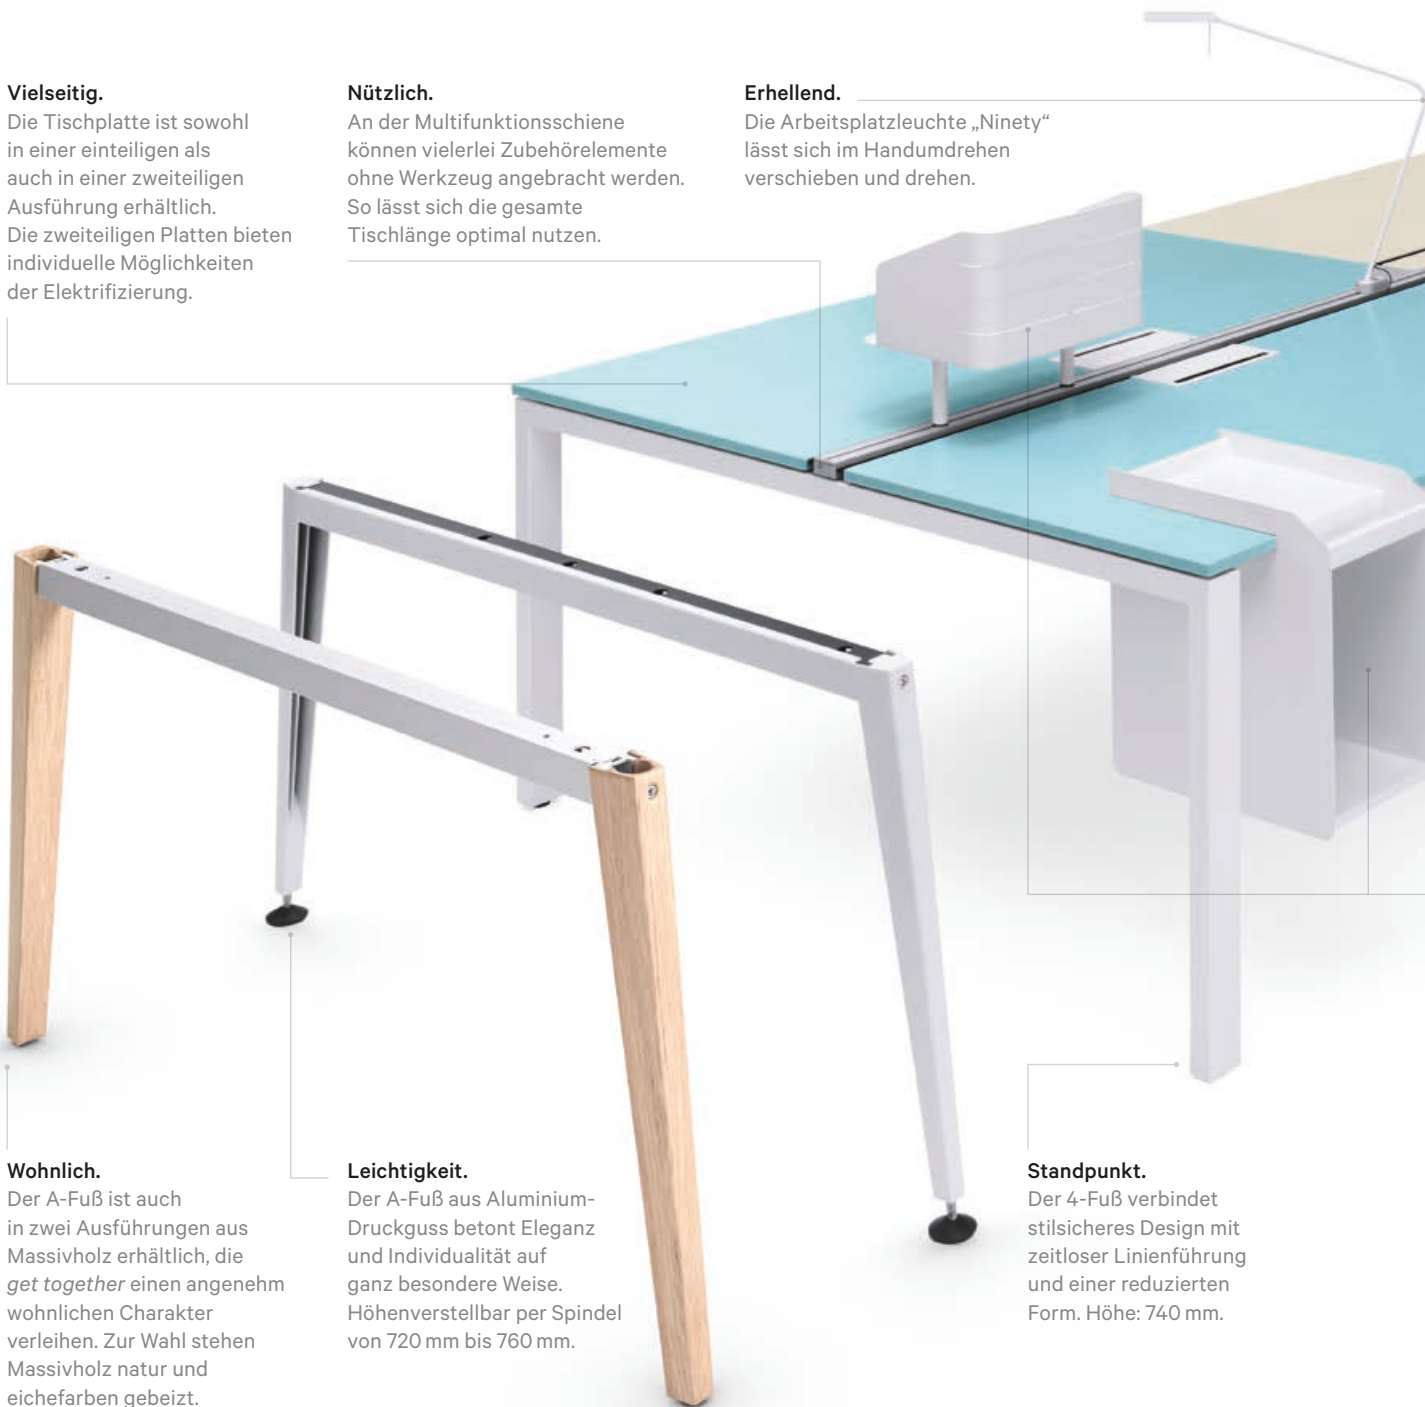 Vielseitig.
Die Tischplatte ist sowohl
in einer einteiligen als
auch in einer zweiteiligen
Ausführung erhältlich.
Die zweiteiligen Platten bieten
individuelle Möglichkeiten
der Elektrifizierung.
Nützlich.
An der Multifunktionsschiene
können vielerlei Zubehörelemente
ohne Werkzeug angebracht werden.
So lässt sich die gesamte
Tischlänge optimal nutzen.
Erhellend.
Die Arbeitsplatzleuchte „Ninety“
lässt sich im Handumdrehen
verschieben und drehen.
Wohnlich.
Der A-Fuß ist auch
in zwei Ausführungen aus
Massivholz erhältlich, die
get together einen angenehm
wohnlichen Charakter
verleihen. Zur Wahl stehen
Massivholz natur und
eichefarben gebeizt.
Leichtigkeit.
Der A-Fuß aus Aluminium-
Druckguss betont Eleganz
und Individualität auf
ganz besondere Weise.
Höhenverstellbar per Spindel
von 720 mm bis 760 mm.
Standpunkt.
Der 4-Fuß verbindet
stilsicheres Design mit
zeitloser Linienführung
und einer reduzierten
Form. Höhe: 740 mm.